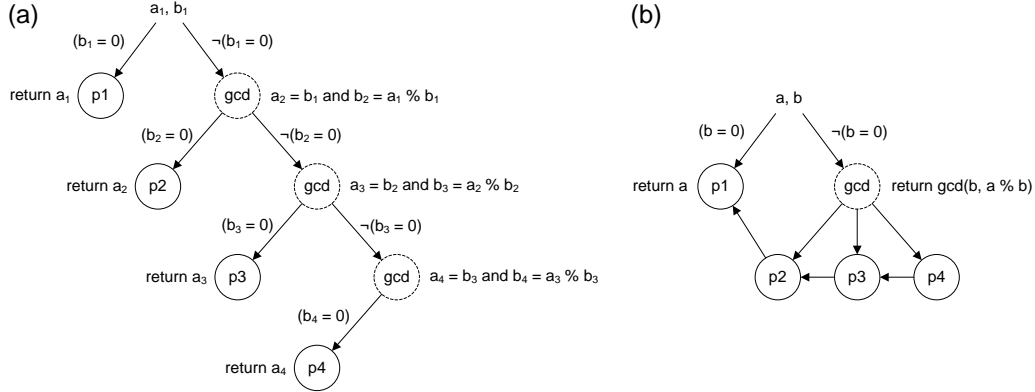 (a)
a₁, b₁
(b₁ = 0)
¬(b₁ = 0)
return a₁
p1
gcd
a₂ = b₁ and b₂ = a₁ % b₁
(b₂ = 0)
¬(b₂ = 0)
return a₂
p2
gcd
a₃ = b₂ and b₃ = a₂ % b₂
(b₃ = 0)
¬(b₃ = 0)
return a₃
p3
gcd
a₄ = b₃ and b₄ = a₃ % b₃
(b₄ = 0)
return a₄
p4
(b)
a, b
(b = 0)
¬(b = 0)
return a
p1
gcd
return gcd(b, a % b)
p2
p3
p4